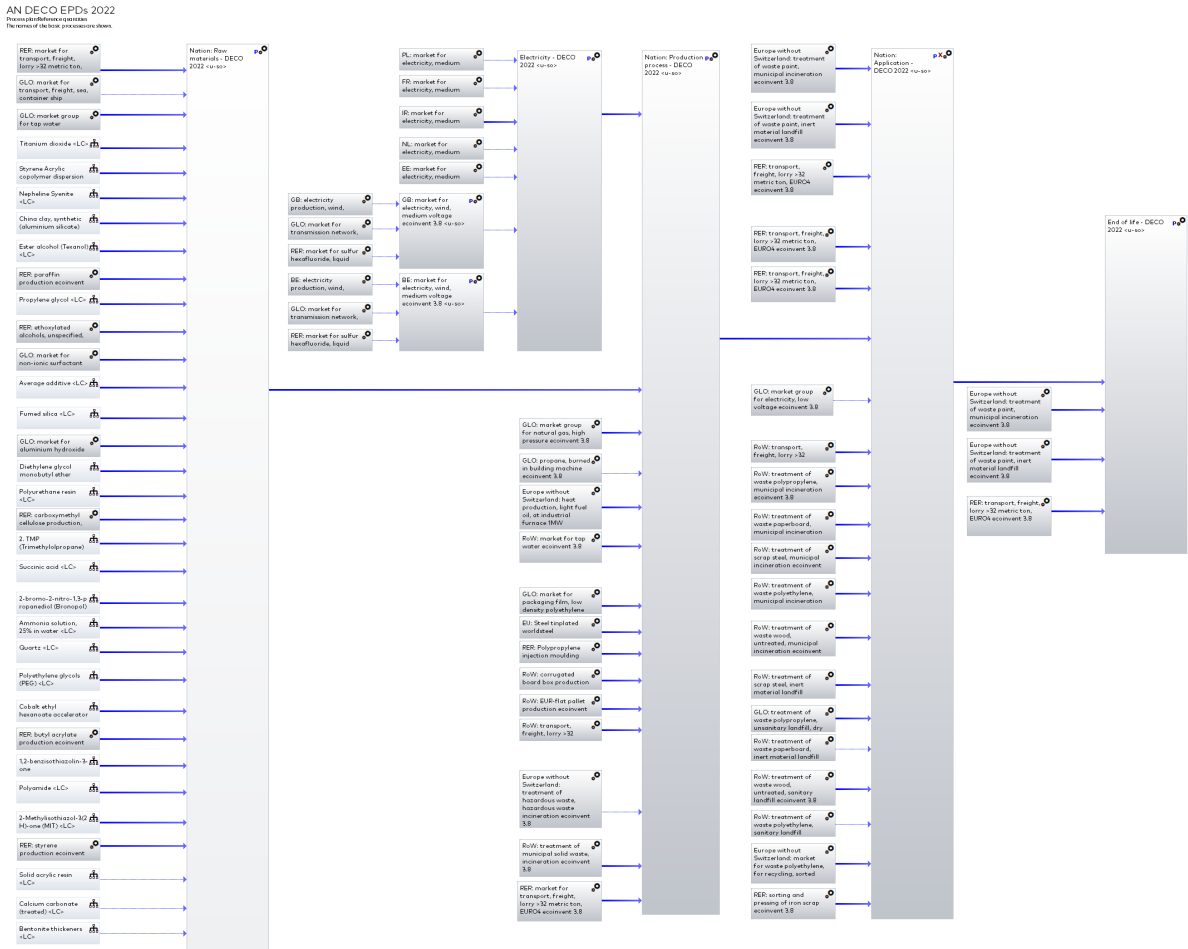 AN DECO EPDs 2022
Process plan:Reference quantities
The names of the basic processes are shown.
RER: market for
transport, freight,
lorry >32 metric ton,
GLO: market for
transport, freight, sea,
container ship
GLO: market group
for tap water
Titanium dioxide <LC>
Styrene Acrylic
copolymer dispersion
Nepheline Syenite
<LC>
China clay, synthetic
(aluminium silicate)
Ester alcohol (Texanol)
<LC>
RER: paraffin
production ecoinvent
Propylene glycol <LC>
RER: ethoxylated
alcohols, unspecified,
GLO: market for
non-ionic surfactant
Average additive <LC>
Fumed silica <LC>
GLO: market for
aluminium hydroxide
Diethylene glycol
monobutyl ether
Polyurethane resin
<LC>
RER: carboxymethyl
cellulose production,
2. TMP
(Trimethylolpropane)
Succinic acid <LC>
2-bromo-2-nitro-1,3-p
ropanediol (Bronopol)
Ammonia solution,
25% in water <LC>
Quartz <LC>
Polyethylene glycols
(PEG) <LC>
Cobalt ethyl
hexanoate accelerator
RER: butyl acrylate
production ecoinvent
1,2-benzisothiazolin-3-
one
Polyamide <LC>
2-Methylisothiazol-3(2
H)-one (MIT) <LC>
RER: styrene
production ecoinvent
Solid acrylic resin
<LC>
Calcium carbonate
(treated) <LC>
Bentonite thickeners
<LC>
Nation: Raw
materials - DECO
2022 <u-so>
GB: electricity
production, wind,
GLO: market for
transmission network,
RER: market for sulfur
hexafluoride, liquid
BE: electricity
production, wind,
GLO: market for
transmission network,
RER: market for sulfur
hexafluoride, liquid
PL: market for
electricity, medium
FR: market for
electricity, medium
IR: market for
electricity, medium
NL: market for
electricity, medium
EE: market for
electricity, medium
GB: market for
electricity, wind,
medium voltage
ecoinvent 3.8 <u-so>
BE: market for
electricity, wind,
medium voltage
ecoinvent 3.8 <u-so>
Electricity - DECO
2022 <u-so>
GLO: market group
for natural gas, high
pressure ecoinvent 3.8
GLO: propane, burned
in building machine
ecoinvent 3.8
Europe without
Switzerland: heat
production, light fuel
oil, at industrial
furnace 1MW
RoW: market for tap
water ecoinvent 3.8
GLO: market for
packaging film, low
density polyethylene
EU: Steel tinplated
worldsteel
RER: Polypropylene
injection moulding
RoW: corrugated
board box production
RoW: EUR-flat pallet
production ecoinvent
RoW: transport,
freight, lorry >32
Europe without
Switzerland:
treatment of
hazardous waste,
hazardous waste
incineration ecoinvent
3.8
RoW: treatment of
municipal solid waste,
incineration ecoinvent
3.8
RER: market for
transport, freight,
lorry >32 metric ton,
EURO4 ecoinvent 3.8
Nation: Production
process - DECO
2022 <u-so>
Europe without
Switzerland: treatment
of waste paint,
municipal incineration
ecoinvent 3.8
Europe without
Switzerland: treatment
of waste paint, inert
material landfill
ecoinvent 3.8
RER: transport,
freight, lorry >32
metric ton, EURO4
ecoinvent 3.8
RER: transport, freight,
lorry >32 metric ton,
EURO4 ecoinvent 3.8
RER: transport, freight,
lorry >32 metric ton,
EURO4 ecoinvent 3.8
GLO: market group
for electricity, low
voltage ecoinvent 3.8
RoW: transport,
freight, lorry >32
RoW: treatment of
waste polypropylene,
municipal incineration
ecoinvent 3.8
RoW: treatment of
waste paperboard,
municipal incineration
RoW: treatment of
scrap steel, municipal
incineration ecoinvent
RoW: treatment of
waste polyethylene,
municipal incineration
RoW: treatment of
waste wood,
untreated, municipal
incineration ecoinvent
RoW: treatment of
scrap steel, inert
material landfill
GLO: treatment of
waste polypropylene,
unsanitary landfill, dry
RoW: treatment of
waste paperboard,
inert material landfill
RoW: treatment of
waste wood,
untreated, sanitary
landfill ecoinvent 3.8
RoW: treatment of
waste polyethylene,
sanitary landfill
Europe without
Switzerland: market
for waste polyethylene,
for recycling, sorted
RER: sorting and
pressing of iron scrap
ecoinvent 3.8
Nation:
Application -
DECO 2022 <u-so>
Europe without
Switzerland: treatment
of waste paint,
municipal incineration
ecoinvent 3.8
Europe without
Switzerland: treatment
of waste paint, inert
material landfill
ecoinvent 3.8
RER: transport, freight,
lorry >32 metric ton,
EURO4 ecoinvent 3.8
End of life - DECO
2022 <u-so>